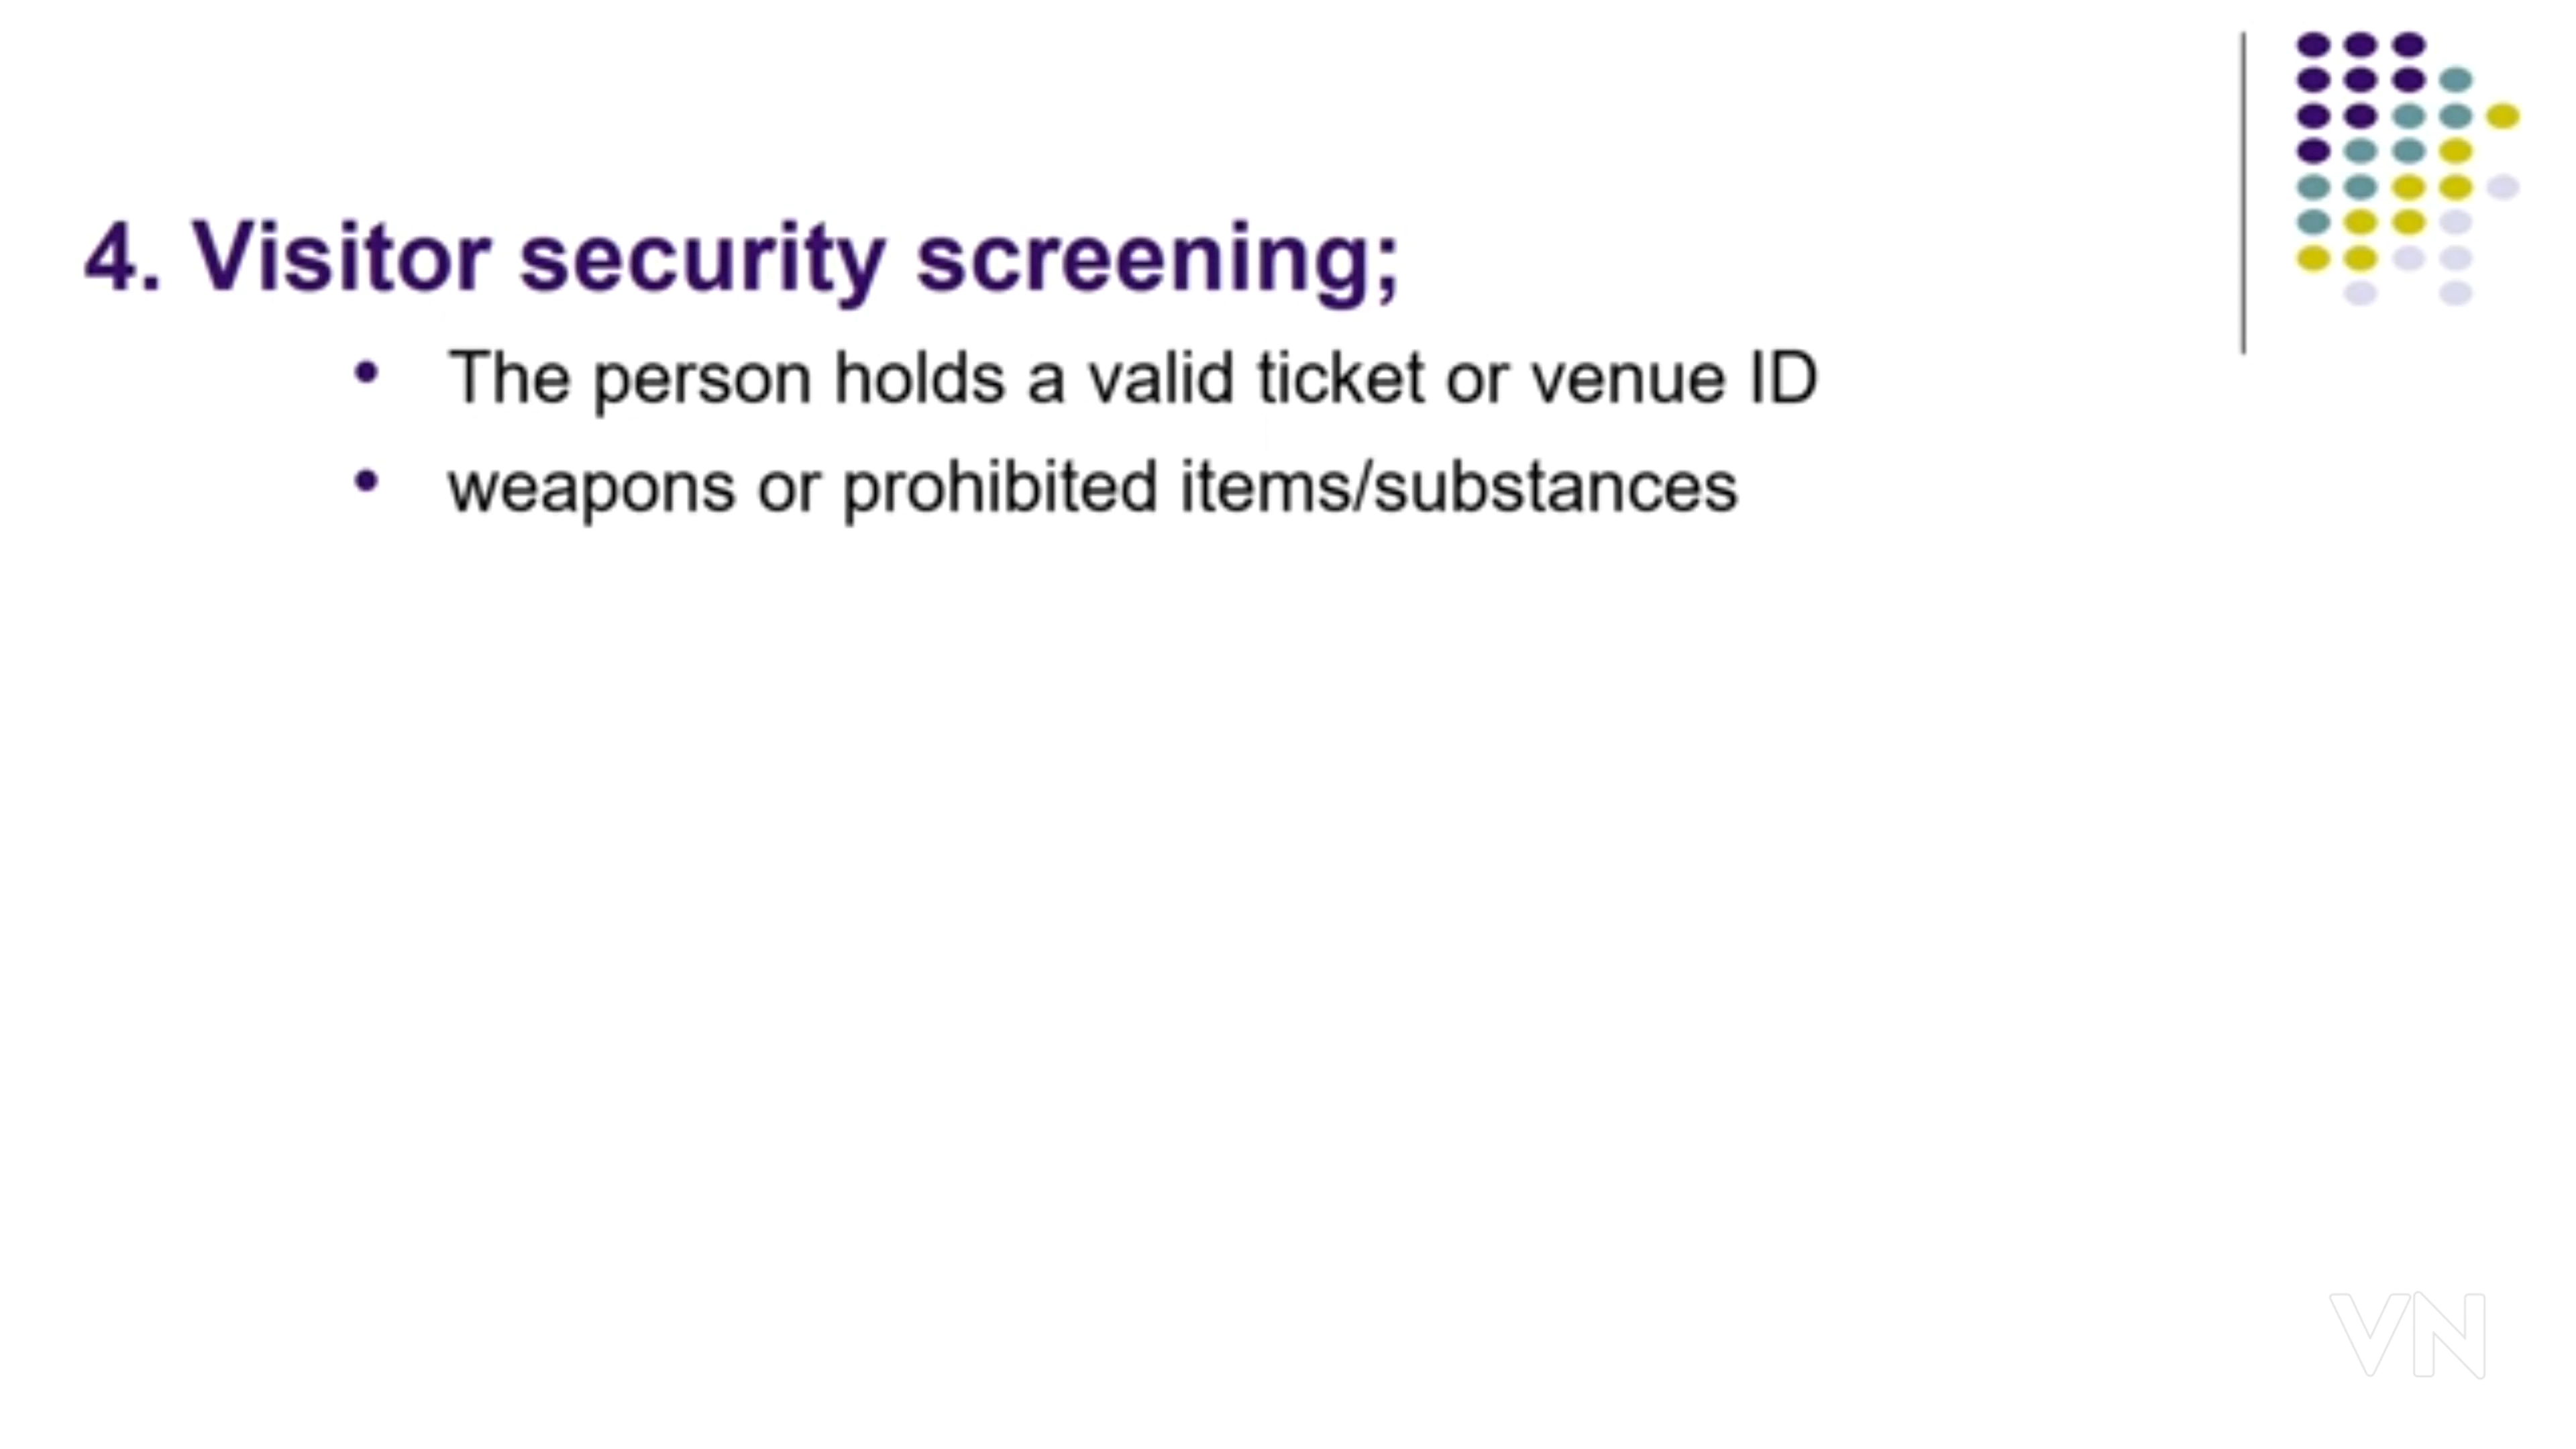 4. Visitor security screening;
• The person holds a valid ticket or venue ID
• weapons or prohibited items/substances
VN